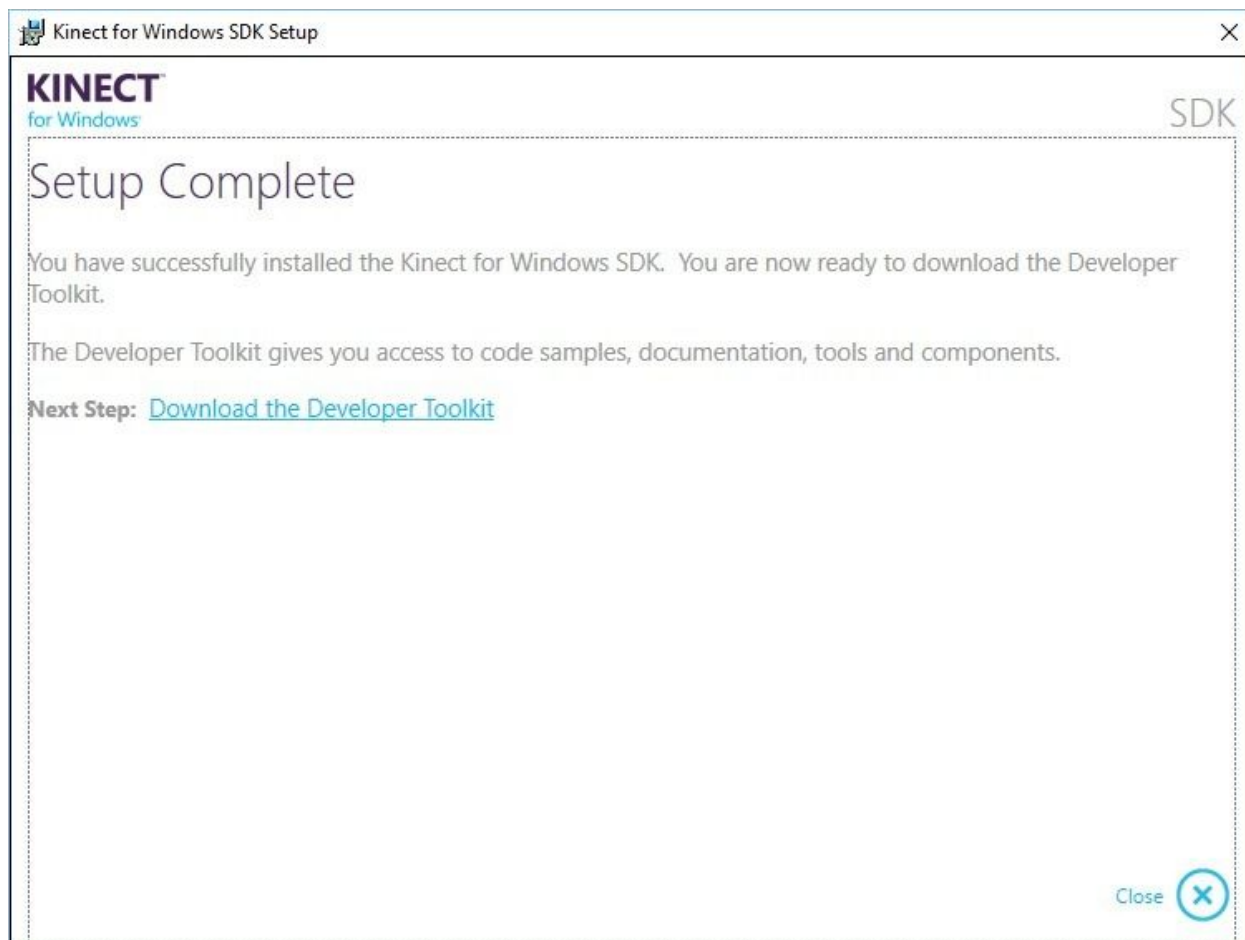 Kinect for Windows SDK Setup
KINECT™
for Windows
SDK
Setup Complete
You have successfully installed the Kinect for Windows SDK.  You are now ready to download the Developer
Toolkit.
The Developer Toolkit gives you access to code samples, documentation, tools and components.
Next Step:  Download the Developer Toolkit
Close